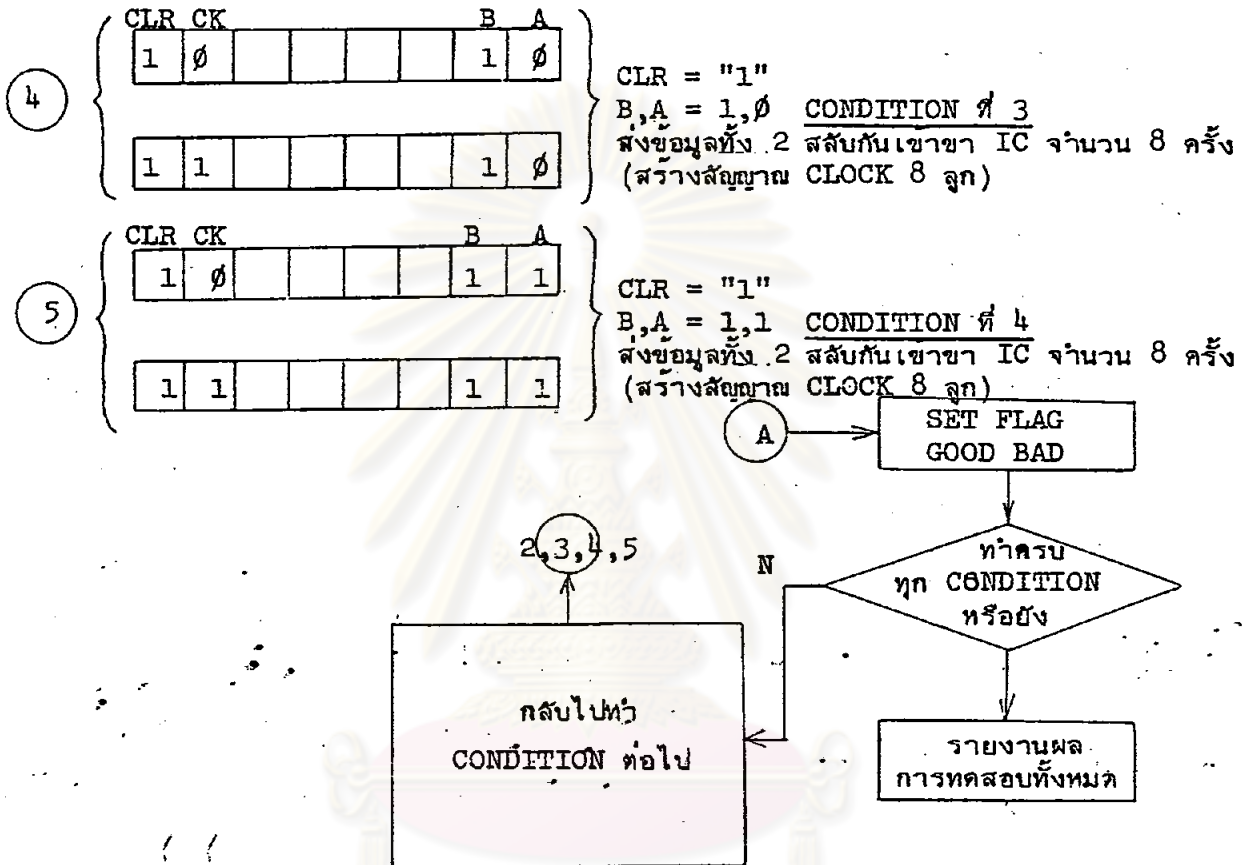 CLR CK B A
4
1 Ø 1 Ø
CLR = "1"
B,A = 1,Ø CONDITION ที่ 3
ส่งข้อมูลทั้ง 2 สลับกันเขาขา IC จำนวน 8 ครั้ง
1 1 1 Ø
(สร้างสัญญาณ CLOCK 8 ลูก)
CLR CK B A
5
1 Ø 1 1
CLR = "1"
B,A = 1,1 CONDITION ที่ 4
ส่งข้อมูลทั้ง 2 สลับกันเขาขา IC จำนวน 8 ครั้ง
1 1 1 1
(สร้างสัญญาณ CLOCK 8 ลูก)
A
SET FLAG
GOOD BAD
2,3,4,5
N
ทำครบ
ทุก CONDITION
หรือยัง
กลับไปทำ
CONDITION ต่อไป
รายงานผล
การทดสอบทั้งหมด